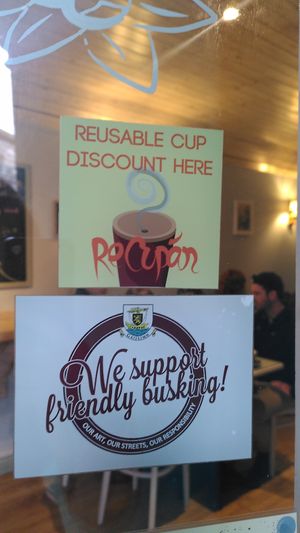 REUSABLE CUP
DISCOUNT HERE
ReCupán
We support
friendly busking!
OUR ART, OUR STREETS, OUR RESPONSIBILITY